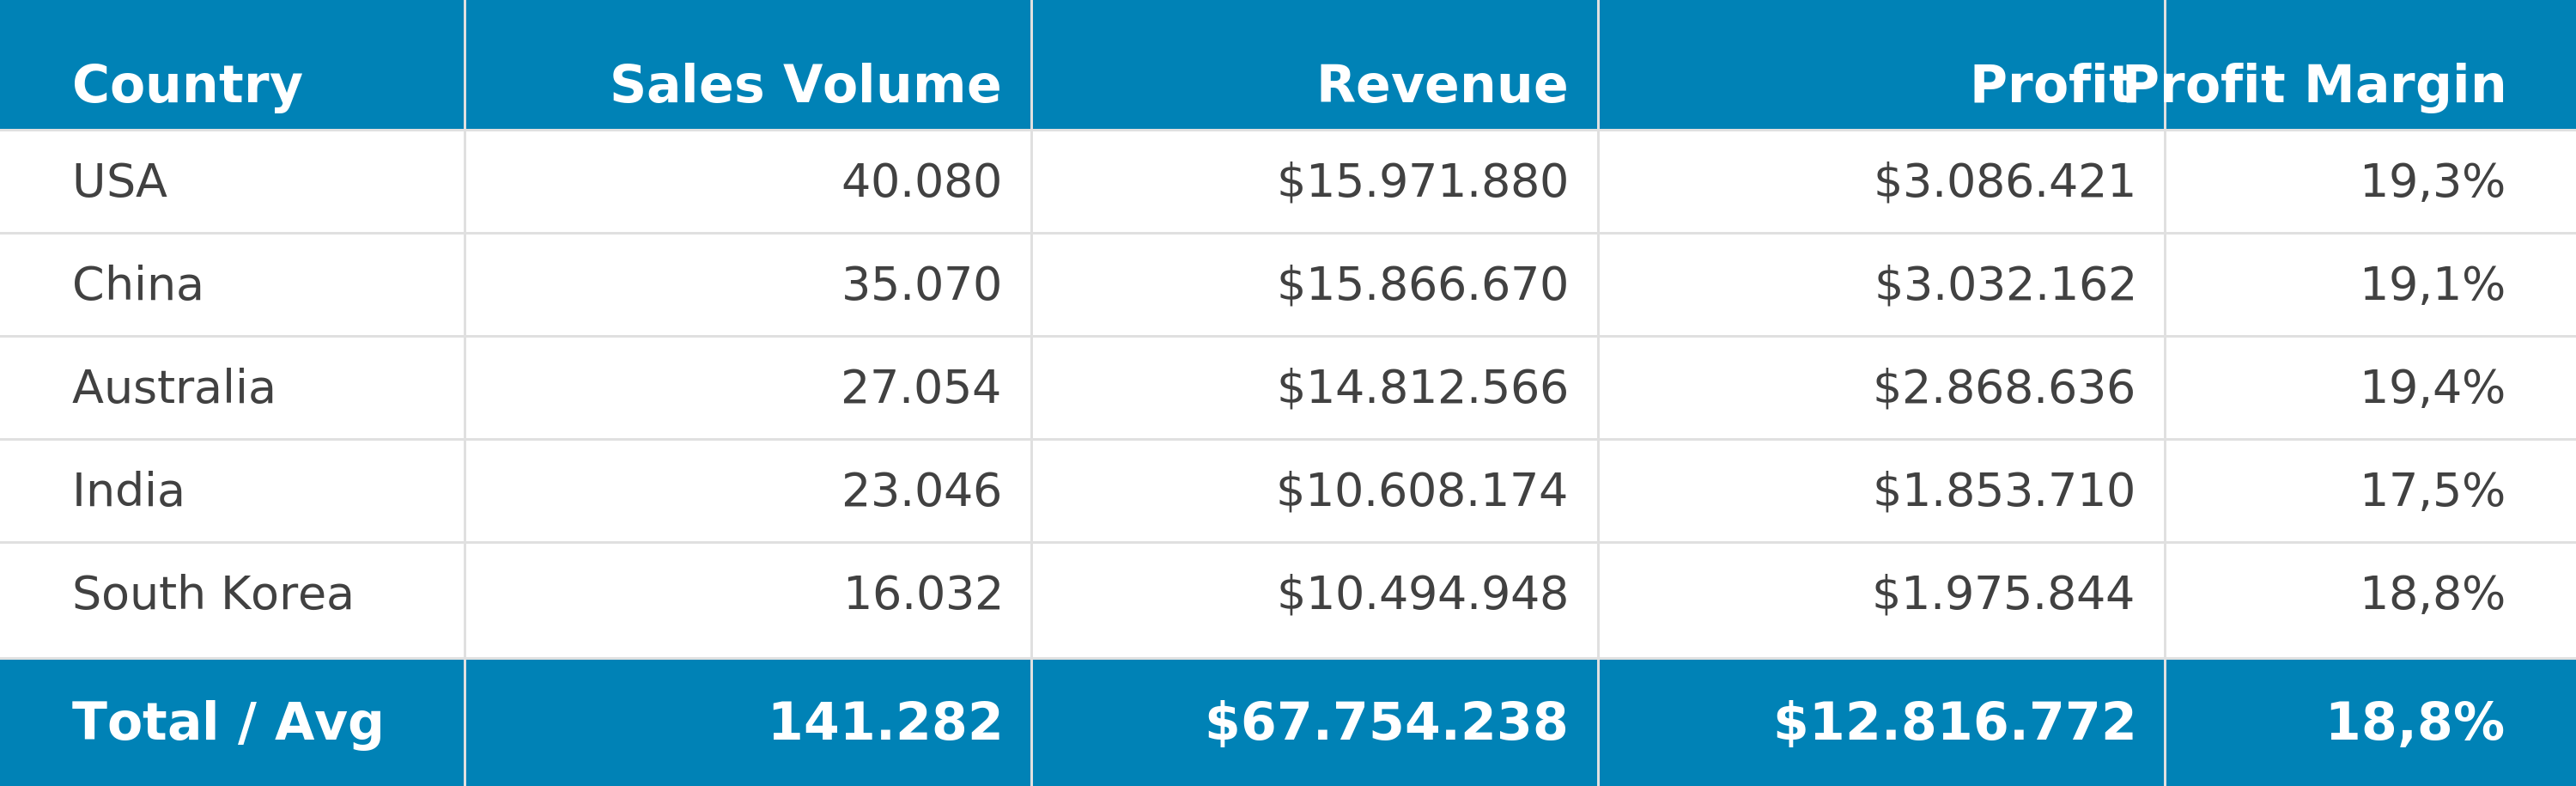 Country Sales Volume Revenue Profit Profit Margin
USA 40.080 $15.971.880 $3.086.421 19,3%
China 35.070 $15.866.670 $3.032.162 19,1%
Australia 27.054 $14.812.566 $2.868.636 19,4%
India 23.046 $10.608.174 $1.853.710 17,5%
South Korea 16.032 $10.494.948 $1.975.844 18,8%
Total / Avg 141.282 $67.754.238 $12.816.772 18,8%